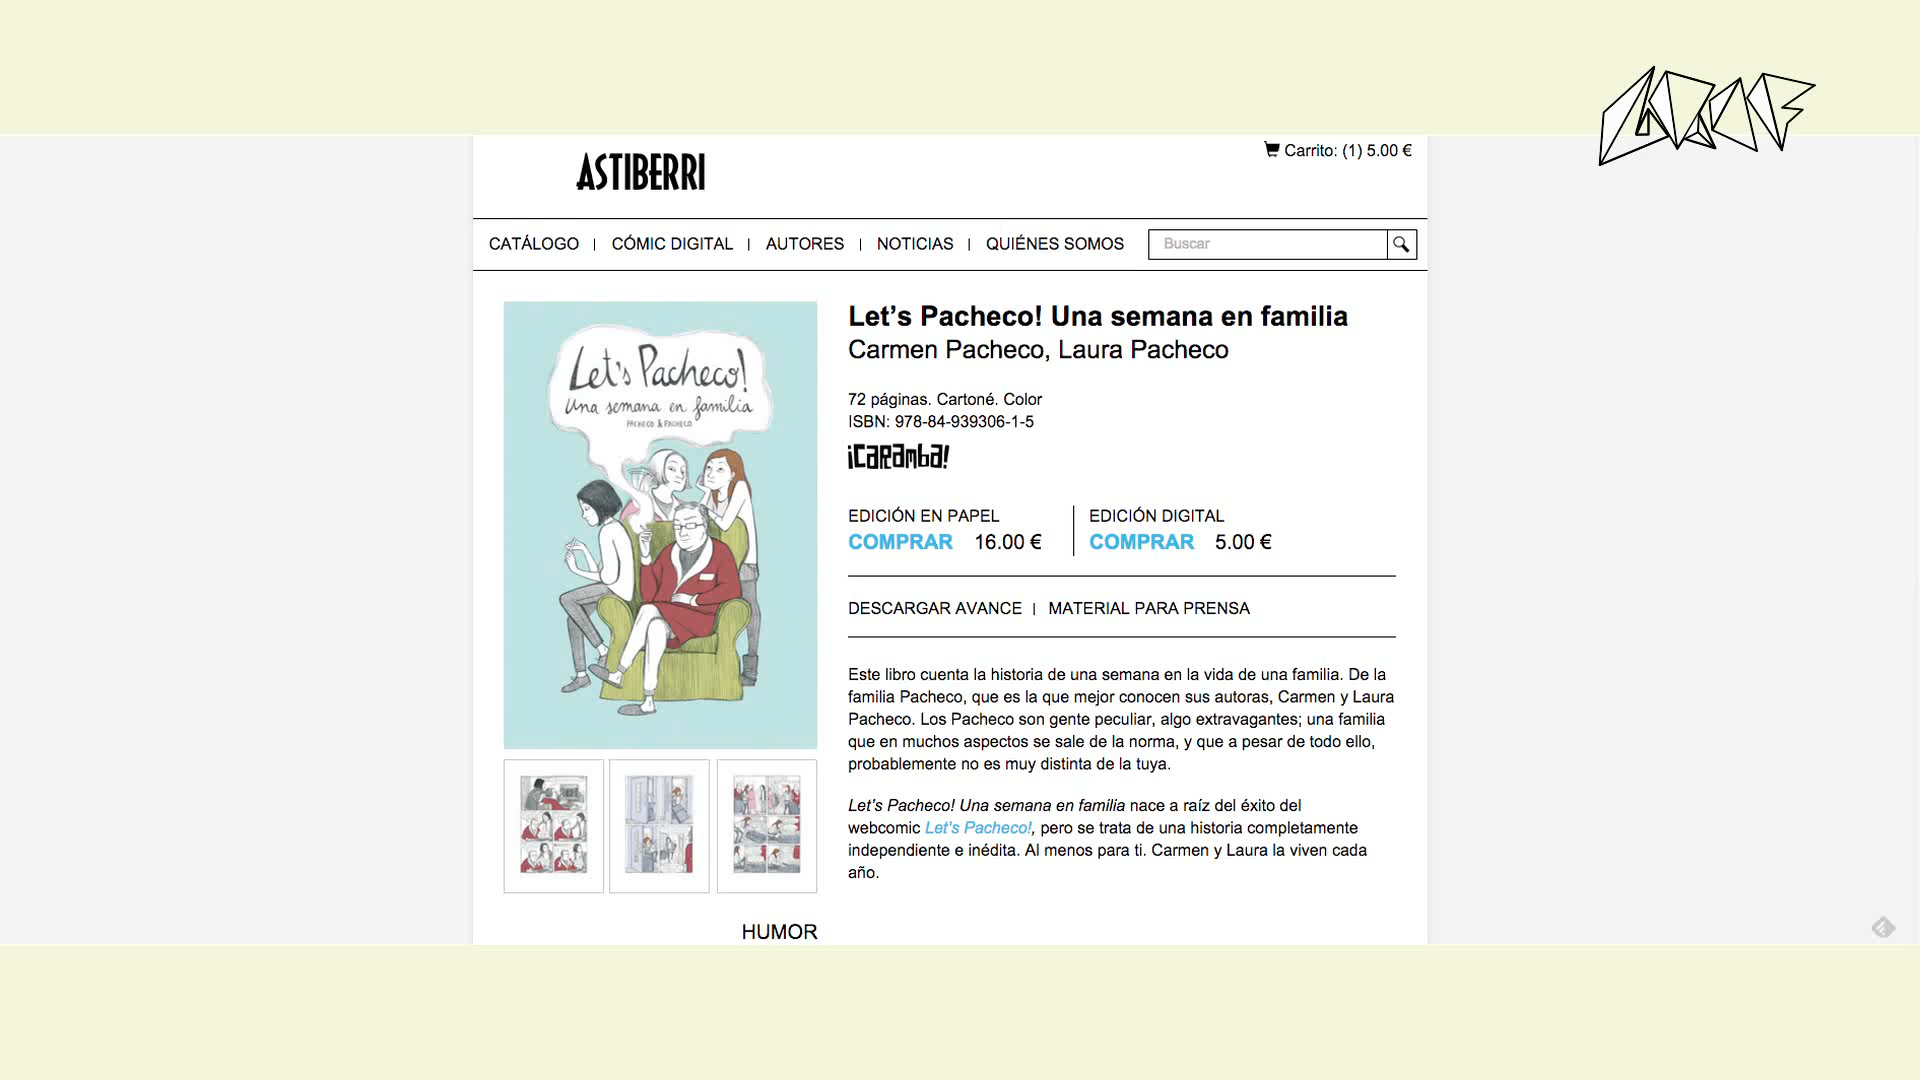 ASTIBERRI
Carrito: (1) 5.00 €
CATÁLOGO | CÓMIC DIGITAL | AUTORES | NOTICIAS | QUIÉNES SOMOS
Buscar
Let's Pacheco!
Una semana en familia
PACHECO & PACHECO
Let’s Pacheco! Una semana en familia
Carmen Pacheco, Laura Pacheco
72 páginas. Cartoné. Color
ISBN: 978-84-939306-1-5
¡Caramba!
EDICIÓN EN PAPEL
COMPRAR 16.00 €
EDICIÓN DIGITAL
COMPRAR 5.00 €
DESCARGAR AVANCE | MATERIAL PARA PRENSA
Este libro cuenta la historia de una semana en la vida de una familia. De la
familia Pacheco, que es la que mejor conocen sus autoras, Carmen y Laura
Pacheco. Los Pacheco son gente peculiar, algo extravagantes; una familia
que en muchos aspectos se sale de la norma, y que a pesar de todo ello,
probablemente no es muy distinta de la tuya.
Let’s Pacheco! Una semana en familia nace a raíz del éxito del
webcomic Let’s Pacheco!, pero se trata de una historia completamente
independiente e inédita. Al menos para ti. Carmen y Laura la viven cada
año.
HUMOR